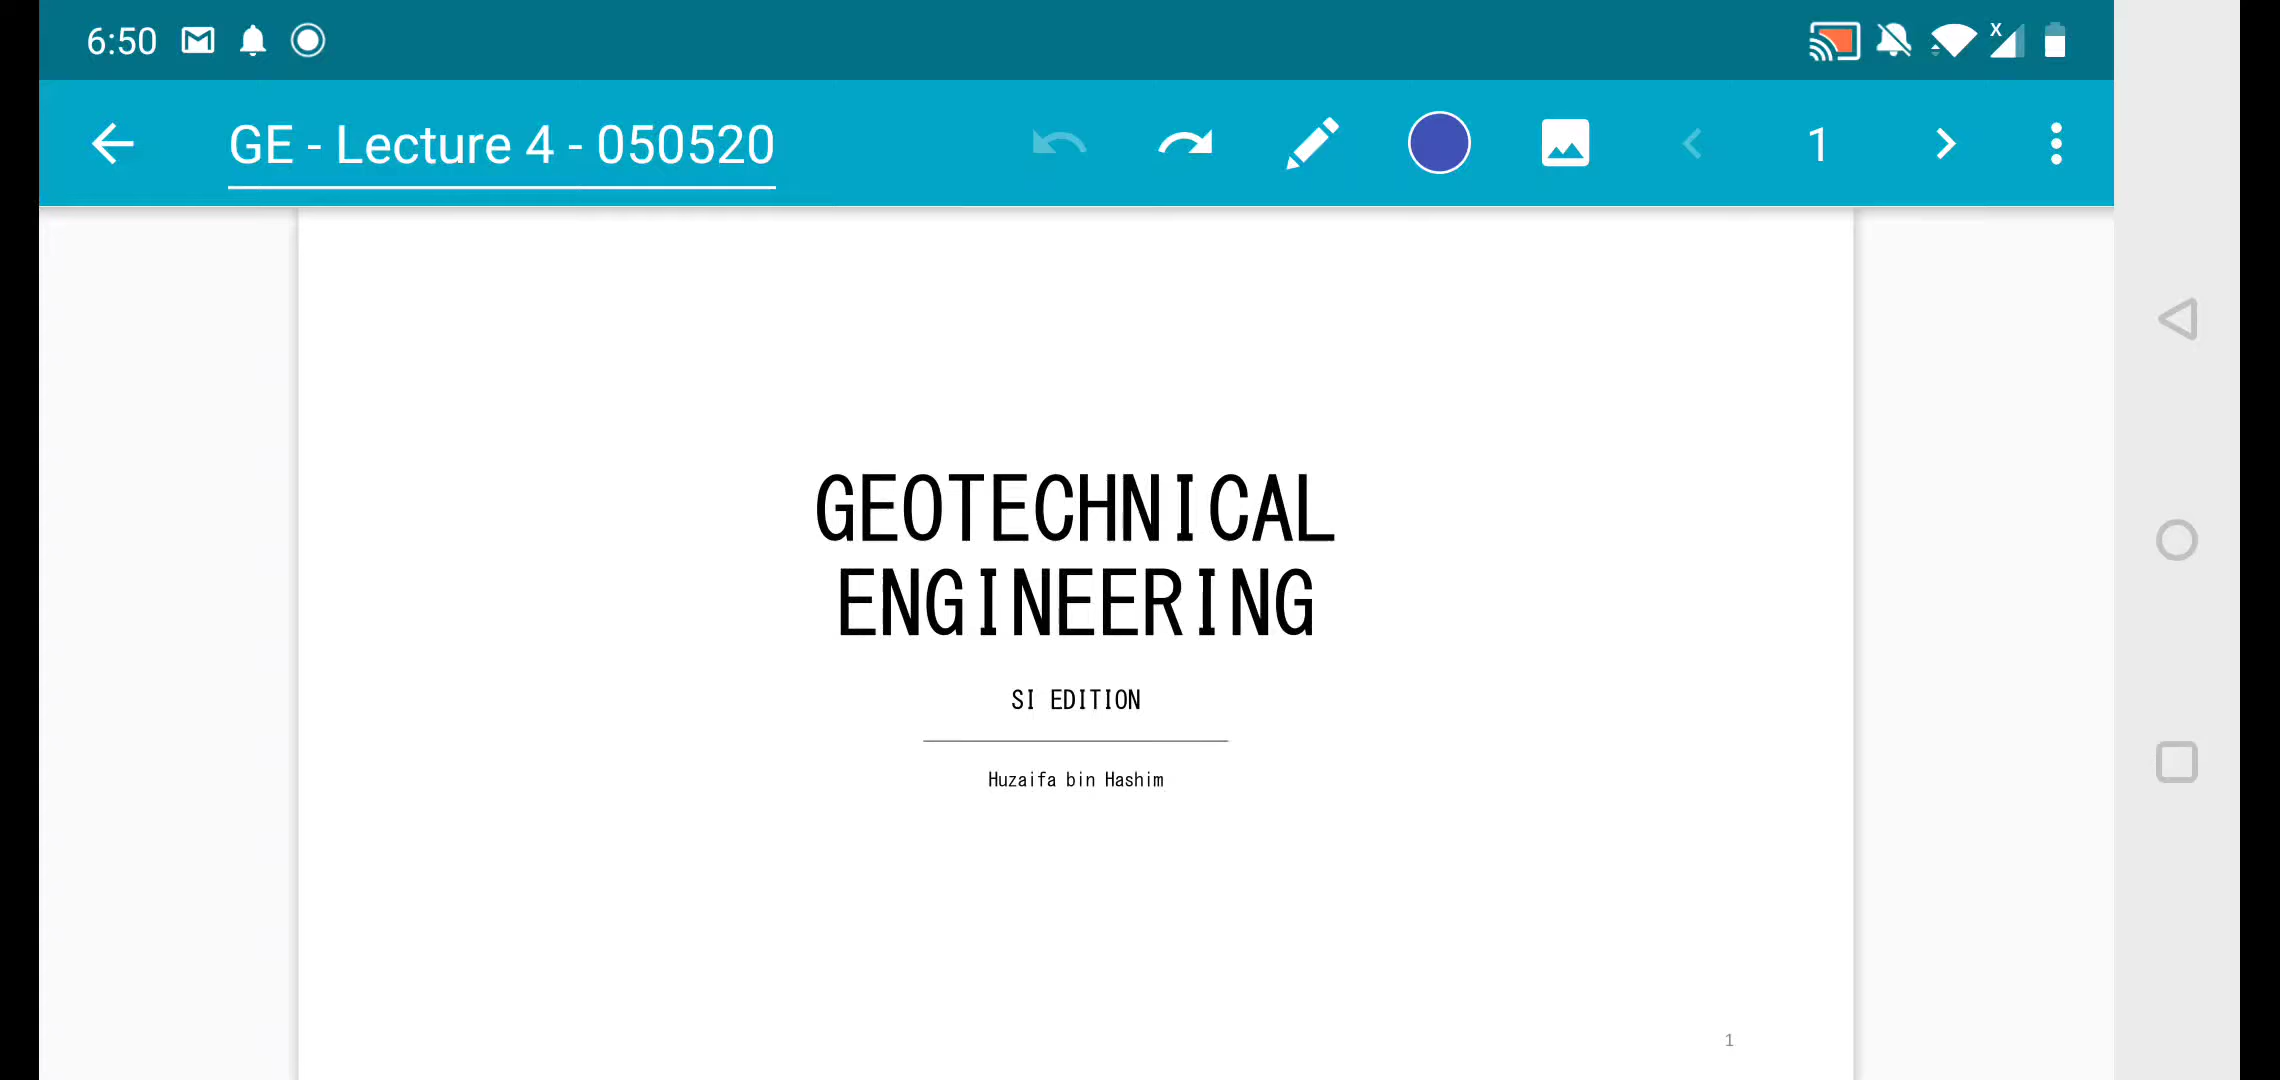 6:50
X
GE - Lecture 4 - 050520
1
GEOTECHNICAL
ENGINEERING
SI EDITION
Huzaifa bin Hashim
1